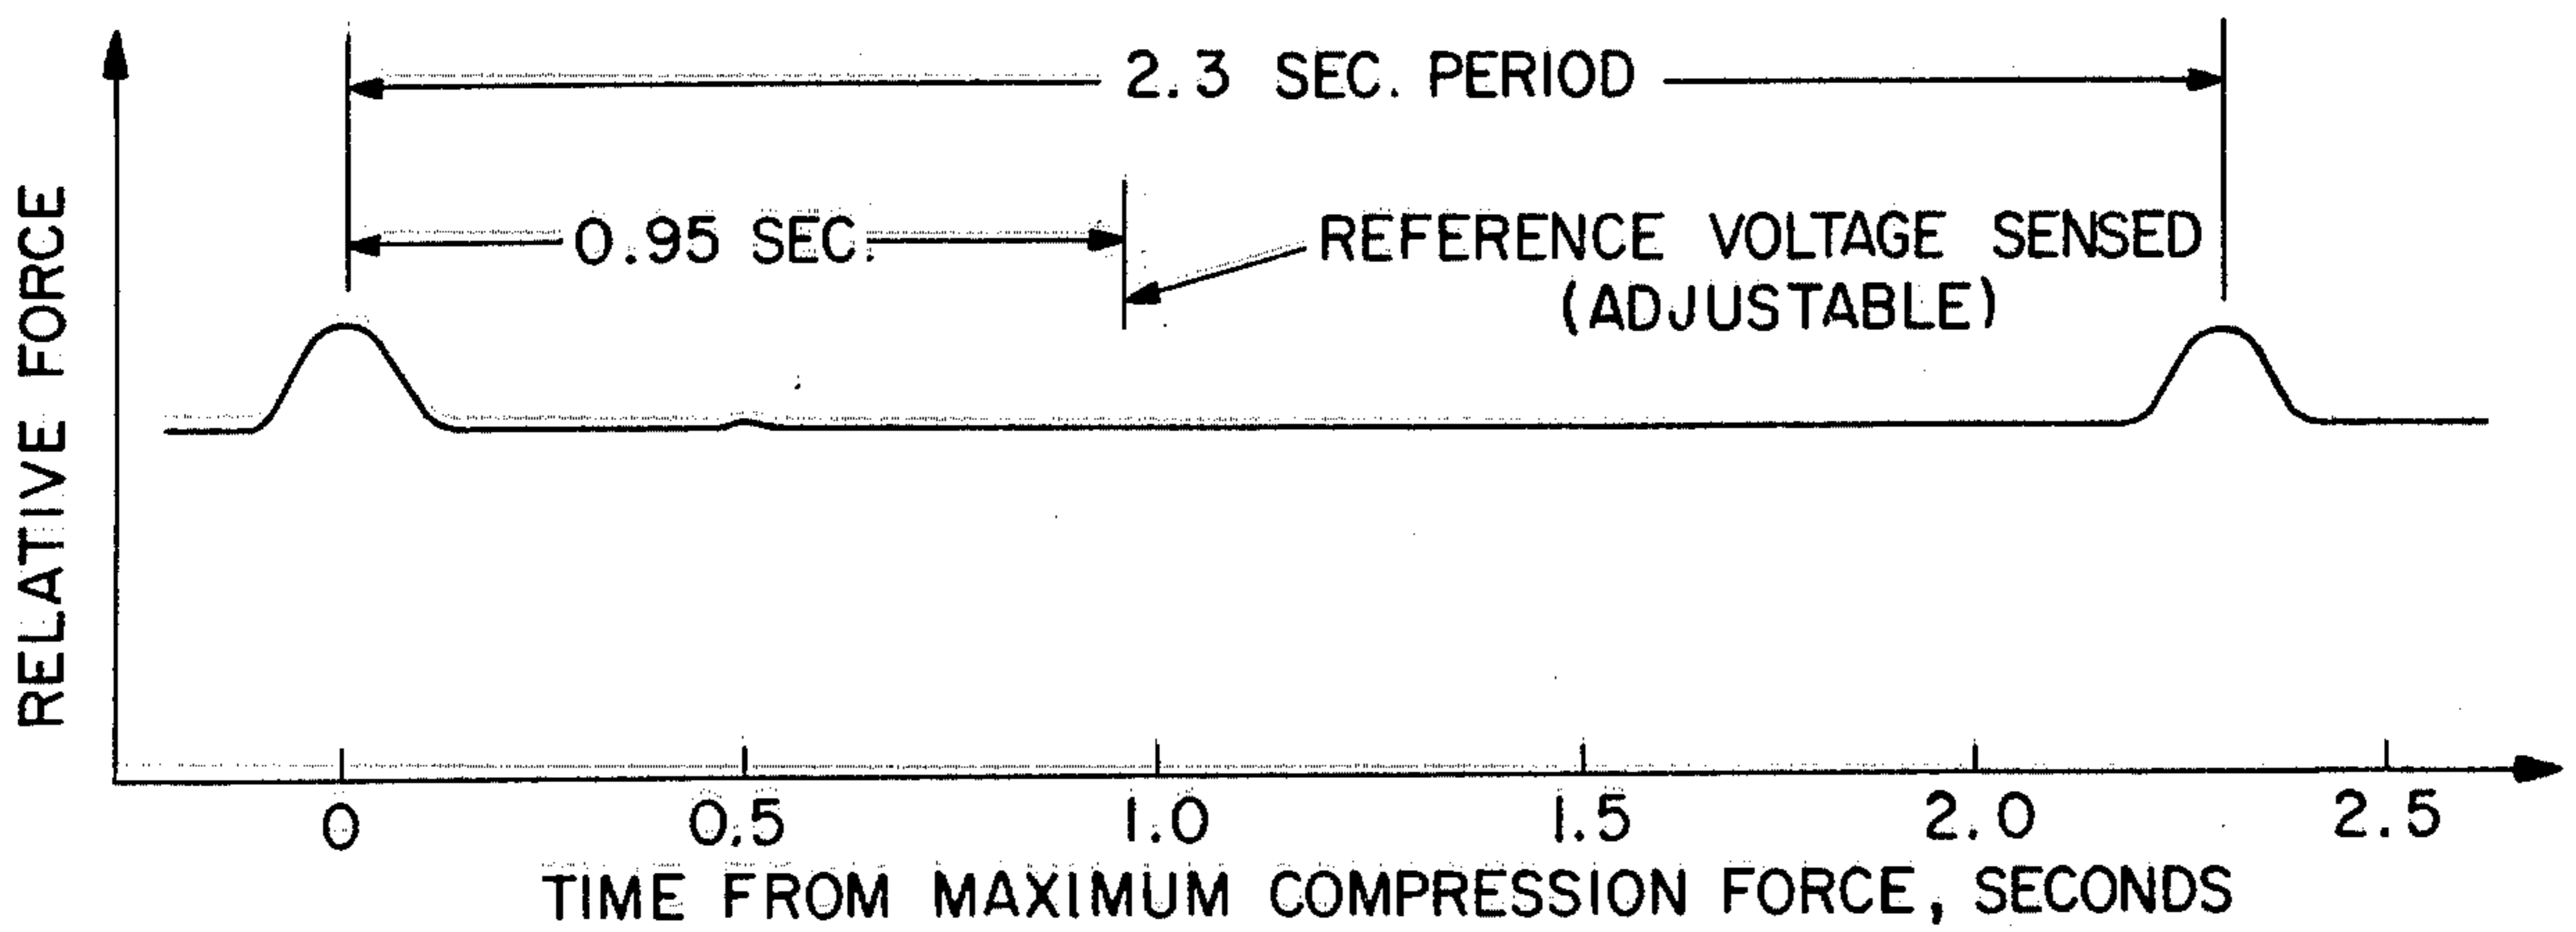 2.3 SEC. PERIOD
0.95 SEC.
REFERENCE VOLTAGE SENSED
(ADJUSTABLE)
RELATIVE FORCE
0 0.5 1.0 1.5 2.0 2.5
TIME FROM MAXIMUM COMPRESSION FORCE, SECONDS